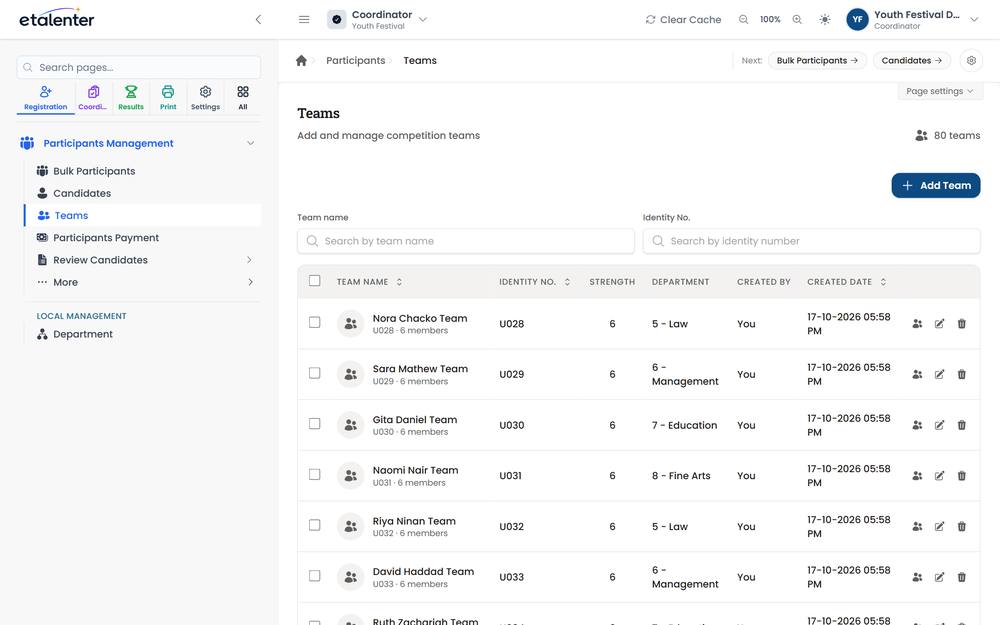 etalenter
Coordinator
Youth Festival
Clear Cache
100%
YF
Youth Festival D...
Coordinator
Search pages...
Registration
Coordi...
Results
Print
Settings
All
Participants Management
Bulk Participants
Candidates
Teams
Participants Payment
Review Candidates
More
LOCAL MANAGEMENT
Department
Participants
Teams
Next:
Bulk Participants →
Candidates →
Page settings
Teams
Add and manage competition teams
80 teams
+ Add Team
Team name
Identity No.
Search by team name
Search by identity number
TEAM NAME IDENTITY NO. STRENGTH DEPARTMENT CREATED BY CREATED DATE
Nora Chacko Team
U028 · 6 members
U028 6 5 - Law You 17-10-2026 05:58 PM
Sara Mathew Team
U029 · 6 members
U029 6 6 - Management You 17-10-2026 05:58 PM
Gita Daniel Team
U030 · 6 members
U030 6 7 - Education You 17-10-2026 05:58 PM
Naomi Nair Team
U031 · 6 members
U031 6 8 - Fine Arts You 17-10-2026 05:58 PM
Riya Ninan Team
U032 · 6 members
U032 6 5 - Law You 17-10-2026 05:58 PM
David Haddad Team
U033 · 6 members
U033 6 6 - Management You 17-10-2026 05:58 PM
Ruth Zachariah Team
17-10-2026 05:58